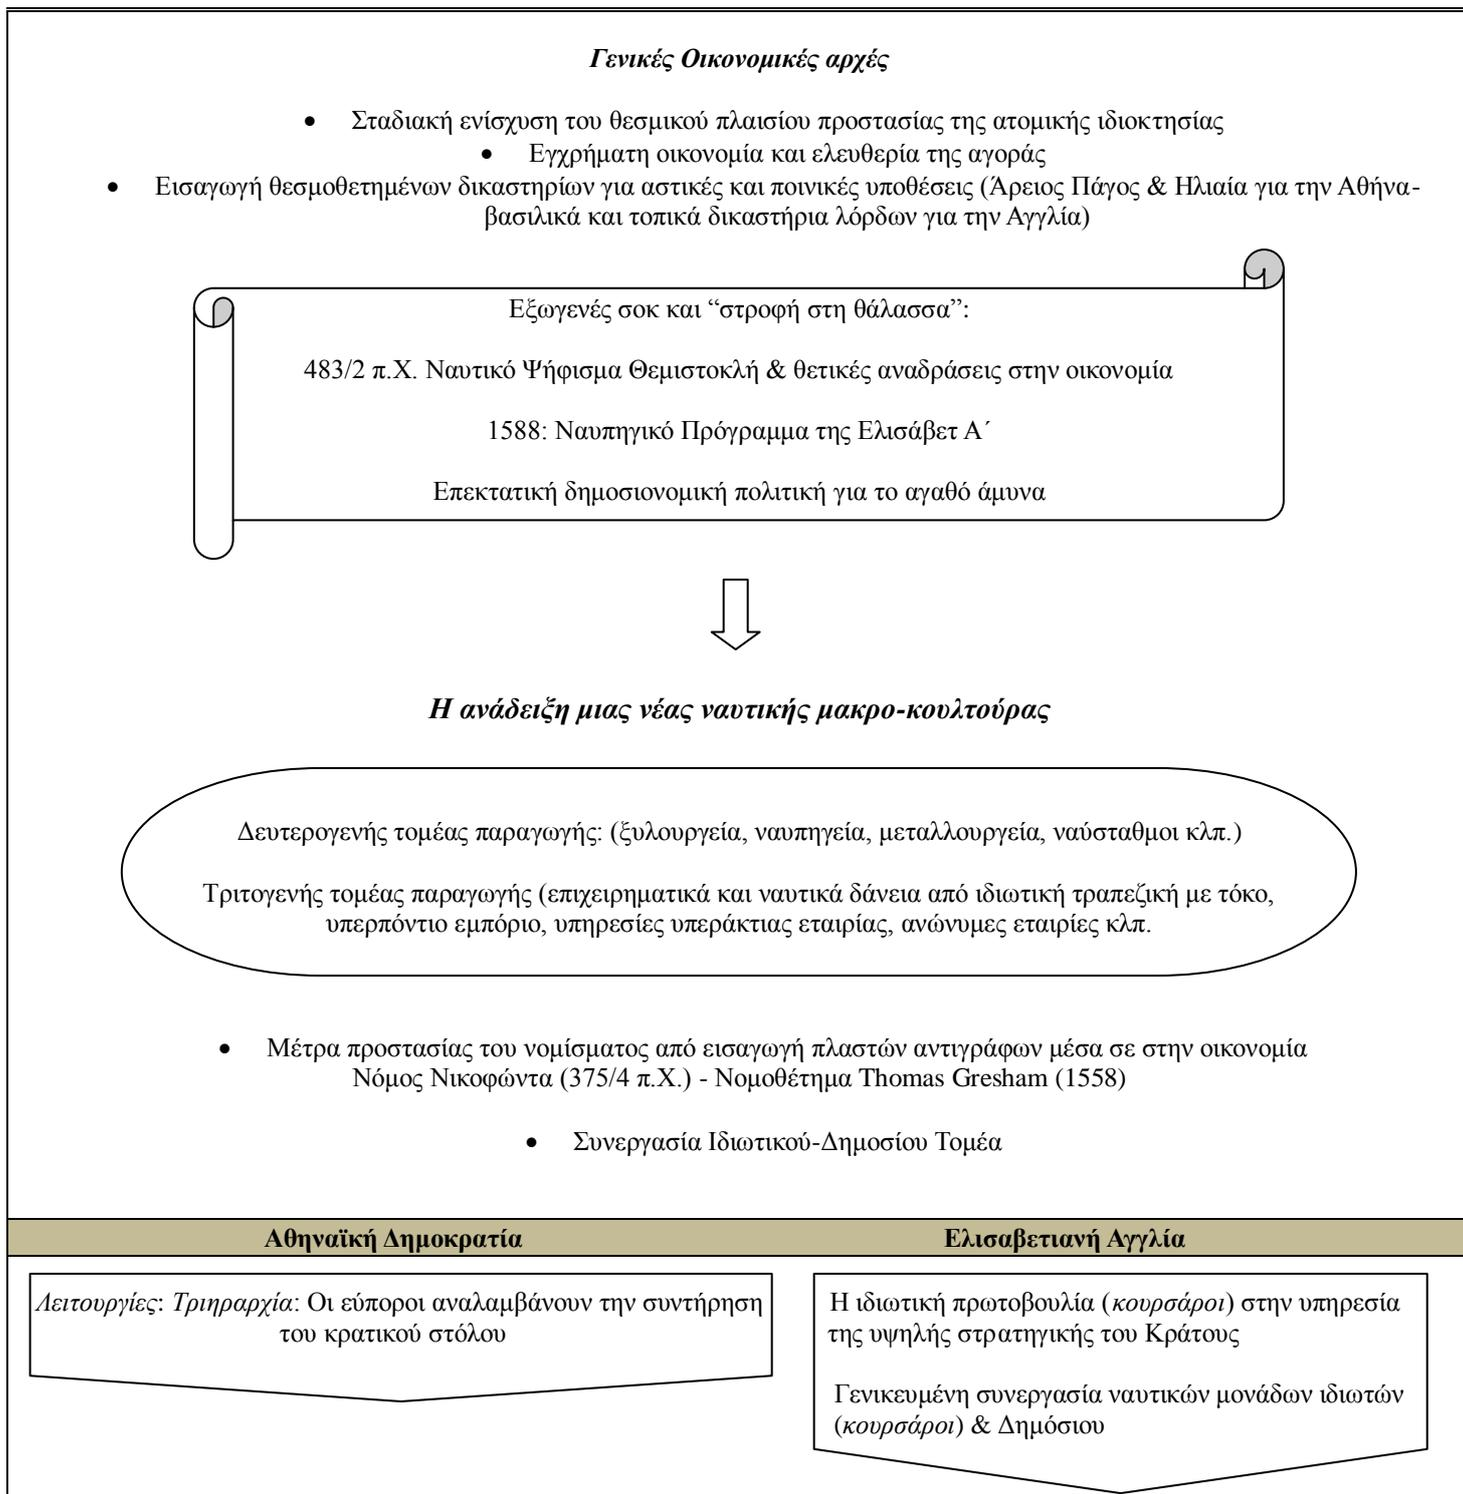 Γενικές Οικονομικές αρχές
• Σταδιακή ενίσχυση του θεσμικού πλαισίου προστασίας της ατομικής ιδιοκτησίας
• Εγχρήματη οικονομία και ελευθερία της αγοράς
• Εισαγωγή θεσμοθετημένων δικαστηρίων για αστικές και ποινικές υποθέσεις (Άρειος Πάγος & Ηλιαία για την Αθήνα-
βασιλικά και τοπικά δικαστήρια λόρδων για την Αγγλία)
Εξωγενές σοκ και “στροφή στη θάλασσα”:
483/2 π.Χ. Ναυτικό Ψήφισμα Θεμιστοκλή & θετικές αναδράσεις στην οικονομία
1588: Ναυπηγικό Πρόγραμμα της Ελισάβετ Α΄
Επεκτατική δημοσιονομική πολιτική για το αγαθό άμυνα
Η ανάδειξη μιας νέας ναυτικής μακρο-κουλτούρας
Δευτερογενής τομέας παραγωγής: (ξυλουργεία, ναυπηγεία, μεταλλουργεία, ναύσταθμοι κλπ.)
Τριτογενής τομέας παραγωγής (επιχειρηματικά και ναυτικά δάνεια από ιδιωτική τραπεζική με τόκο,
υπερπόντιο εμπόριο, υπηρεσίες υπεράκτιας εταιρίας, ανώνυμες εταιρίες κλπ.
• Μέτρα προστασίας του νομίσματος από εισαγωγή πλαστών αντιγράφων μέσα σε στην οικονομία
Νόμος Νικοφώντα (375/4 π.Χ.) - Νομοθέτημα Thomas Gresham (1558)
• Συνεργασία Ιδιωτικού-Δημοσίου Τομέα
Αθηναϊκή Δημοκρατία
Ελισαβετιανή Αγγλία
Λειτουργίες: Τριηραρχία: Οι εύποροι αναλαμβάνουν την συντήρηση
του κρατικού στόλου
Η ιδιωτική πρωτοβουλία (κουρσάροι) στην υπηρεσία
της υψηλής στρατηγικής του Κράτους
Γενικευμένη συνεργασία ναυτικών μονάδων ιδιωτών
(κουρσάροι) & Δημόσιου